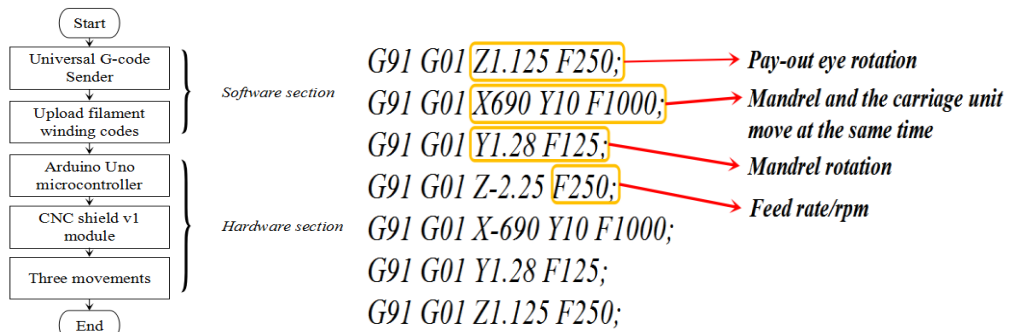 Start
Universal G-code
Sender
Upload filament
winding codes
Software section
Arduino Uno
microcontroller
CNC shield v1
module
Three movements
Hardware section
End
G91 G01 Z1.125 F250;
G91 G01 X690 Y10 F1000;
G91 G01 Y1.28 F125;
G91 G01 Z-2.25 F250;
G91 G01 X-690 Y10 F1000;
G91 G01 Y1.28 F125;
G91 G01 Z1.125 F250;
Pay-out eye rotation
Mandrel and the carriage unit
move at the same time
Mandrel rotation
Feed rate/rpm